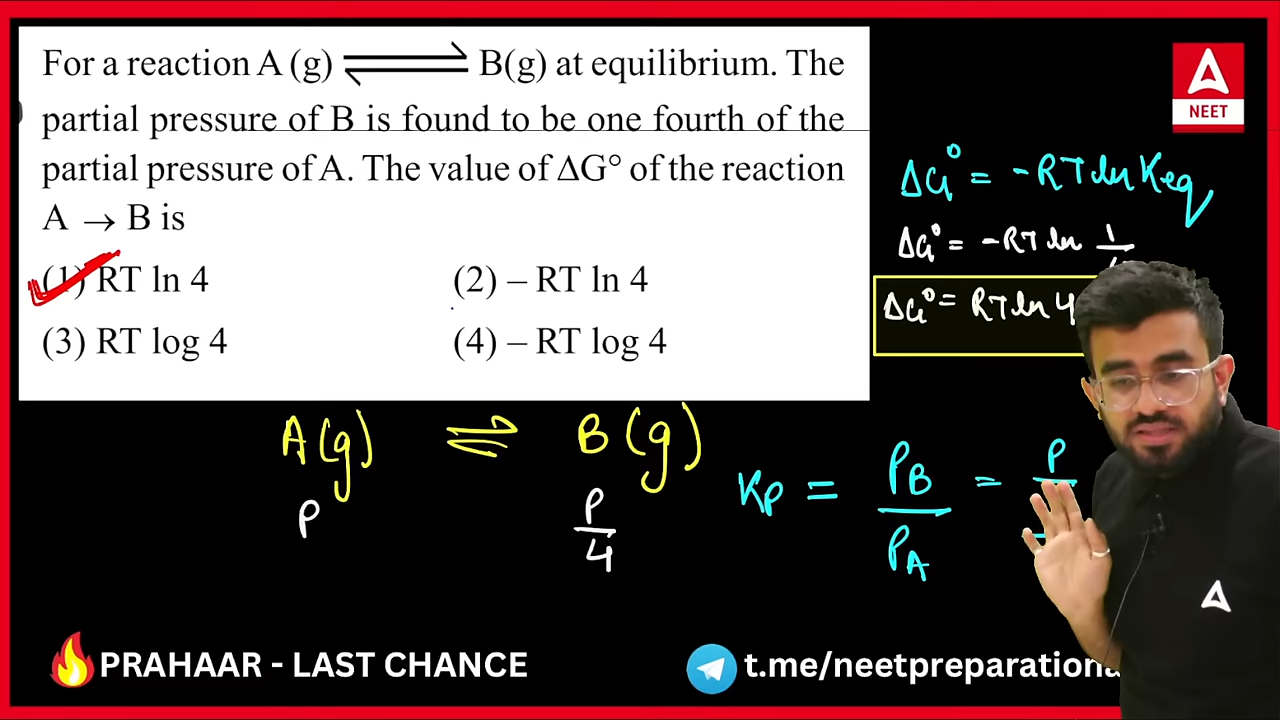 For a reaction A (g) ⇌ B(g) at equilibrium. The
partial pressure of B is found to be one fourth of the
partial pressure of A. The value of ΔG° of the reaction
A → B is
(1) RT ln 4
(2) – RT ln 4
(3) RT log 4
(4) – RT log 4
A
NEET
ΔG° = -RT ln Keq
ΔG° = -RT ln 1/
ΔG° = RT ln 4
A(g) ⇌ B(g)
P
P/4
KP = PB/PA = P
A
PRAHAAR - LAST CHANCE
t.me/neetpreparationa